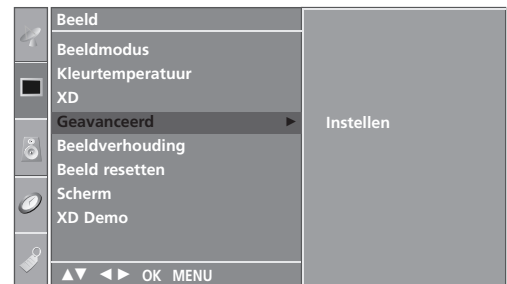 Beeld
Beeldmodus
Kleurtemperatuur
XD
Geavanceerd ► Instellen
Beeldverhouding
Beeld resetten
Scherm
XD Demo
▲▼ ◄► OK MENU